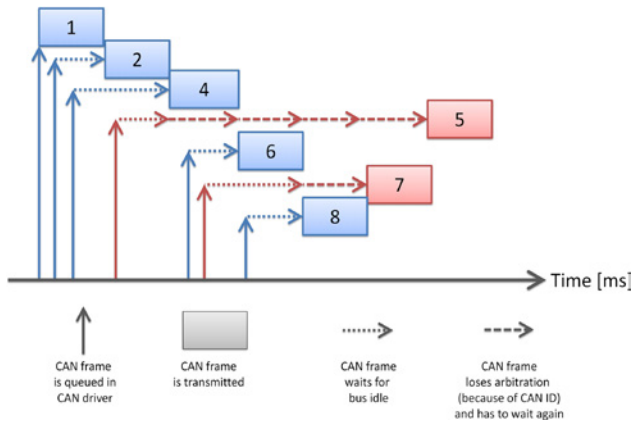 1
2
4
5
6
7
8
Time [ms]
CAN frame
is queued in
CAN driver
CAN frame
is transmitted
CAN frame
waits for
bus idle
CAN frame
loses arbitration
(because of CAN ID)
and has to wait again